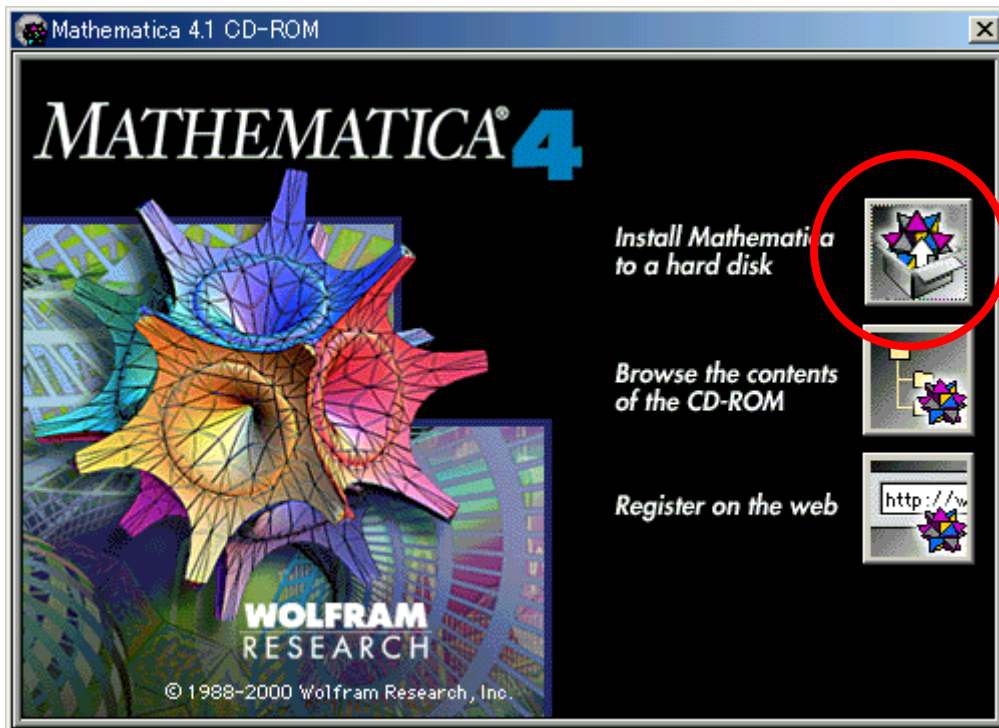 Mathematica 4.1 CD-ROM
MATHEMATICA® 4
Install Mathematica
to a hard disk
Browse the contents
of the CD-ROM
http://w
Register on the web
WOLFRAM
RESEARCH
© 1988-2000 Wolfram Research, Inc.